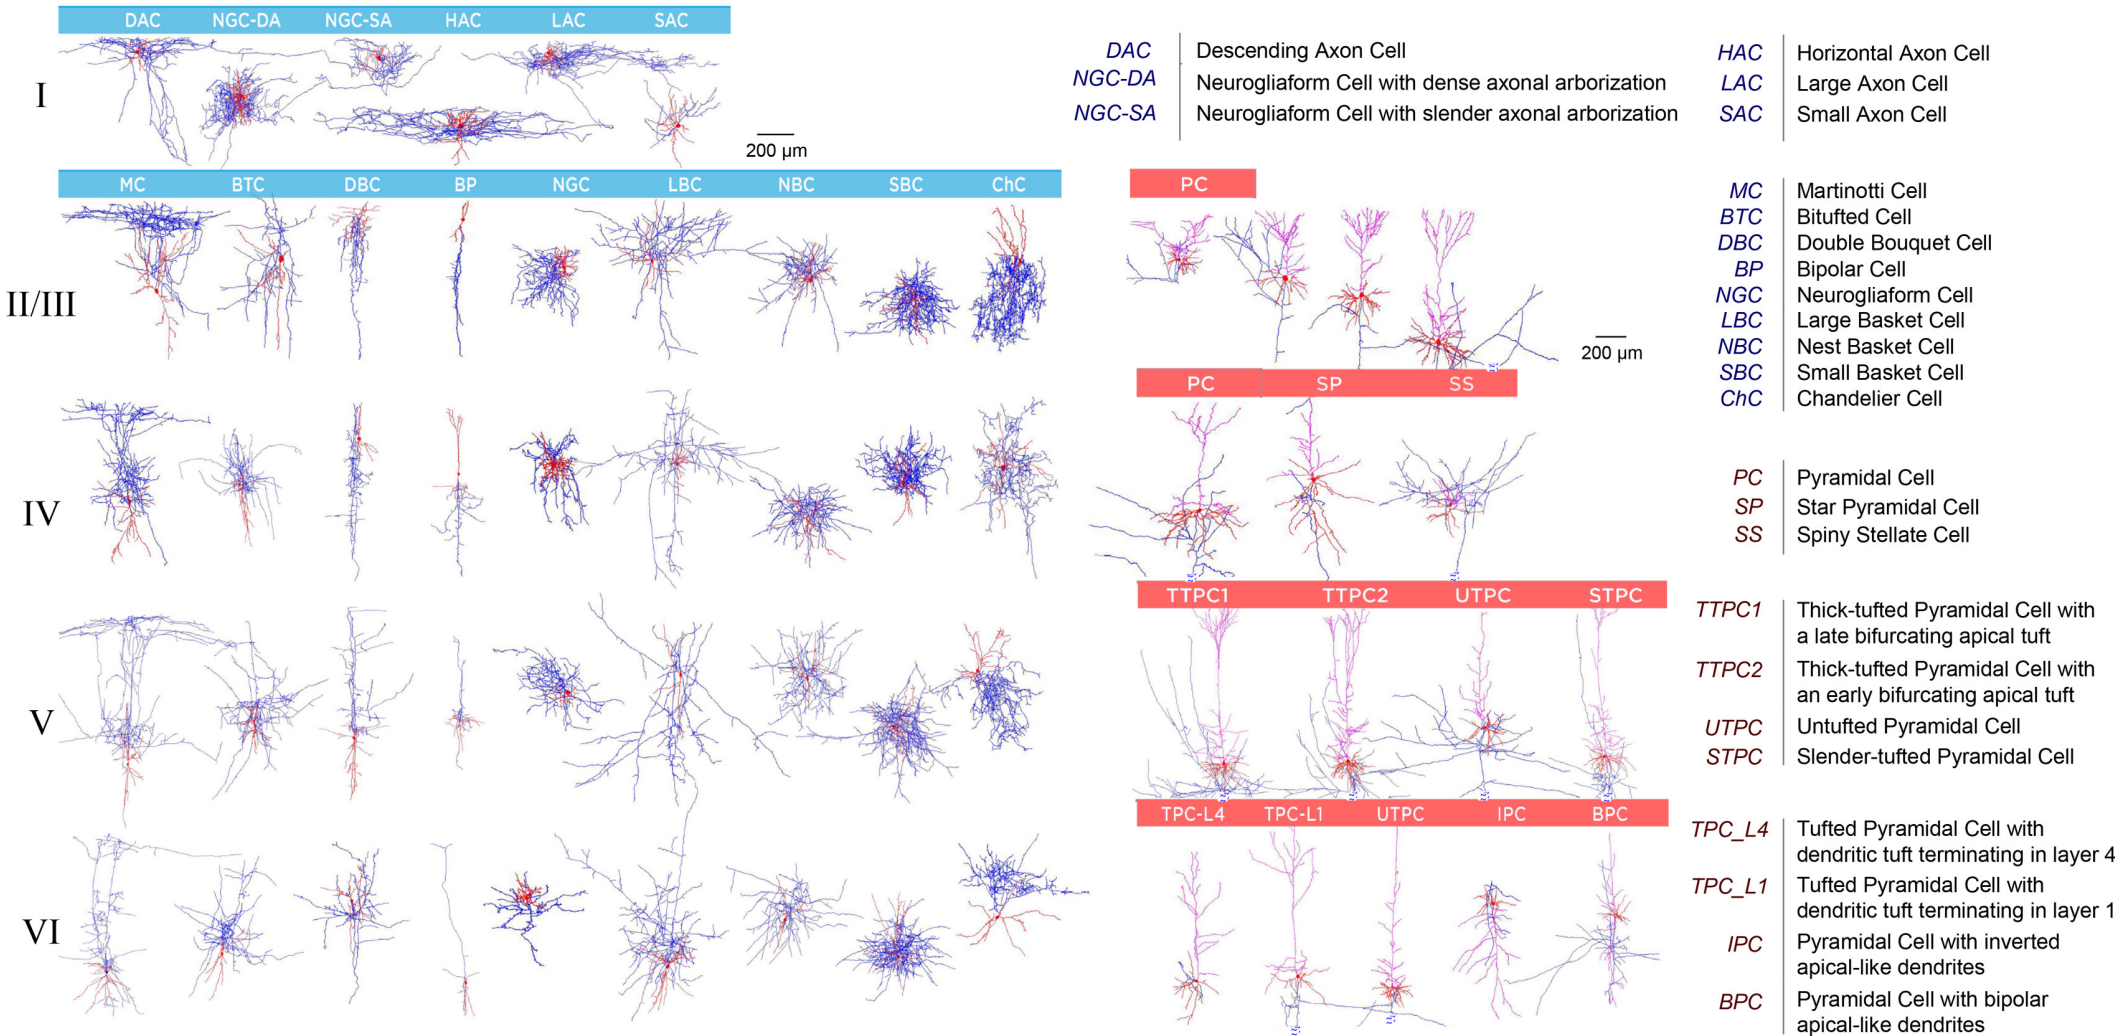 DAC NGC-DA NGC-SA HAC LAC SAC
I
200 µm
DAC Descending Axon Cell
NGC-DA Neurogliaform Cell with dense axonal arborization
NGC-SA Neurogliaform Cell with slender axonal arborization
HAC Horizontal Axon Cell
LAC Large Axon Cell
SAC Small Axon Cell
MC BTC DBC BP NGC LBC NBC SBC ChC
II/III
PC
200 µm
MC Martinotti Cell
BTC Bitufted Cell
DBC Double Bouquet Cell
BP Bipolar Cell
NGC Neurogliaform Cell
LBC Large Basket Cell
NBC Nest Basket Cell
SBC Small Basket Cell
ChC Chandelier Cell
IV
PC SP SS
PC Pyramidal Cell
SP Star Pyramidal Cell
SS Spiny Stellate Cell
V
TTPC1 TTPC2 UTPC STPC
TTPC1 Thick-tufted Pyramidal Cell with
a late bifurcating apical tuft
TTPC2 Thick-tufted Pyramidal Cell with
an early bifurcating apical tuft
UTPC Untufted Pyramidal Cell
STPC Slender-tufted Pyramidal Cell
VI
TPC-L4 TPC-L1 UTPC IPC BPC
TPC_L4 Tufted Pyramidal Cell with
dendritic tuft terminating in layer 4
TPC_L1 Tufted Pyramidal Cell with
dendritic tuft terminating in layer 1
IPC Pyramidal Cell with inverted
apical-like dendrites
BPC Pyramidal Cell with bipolar
apical-like dendrites